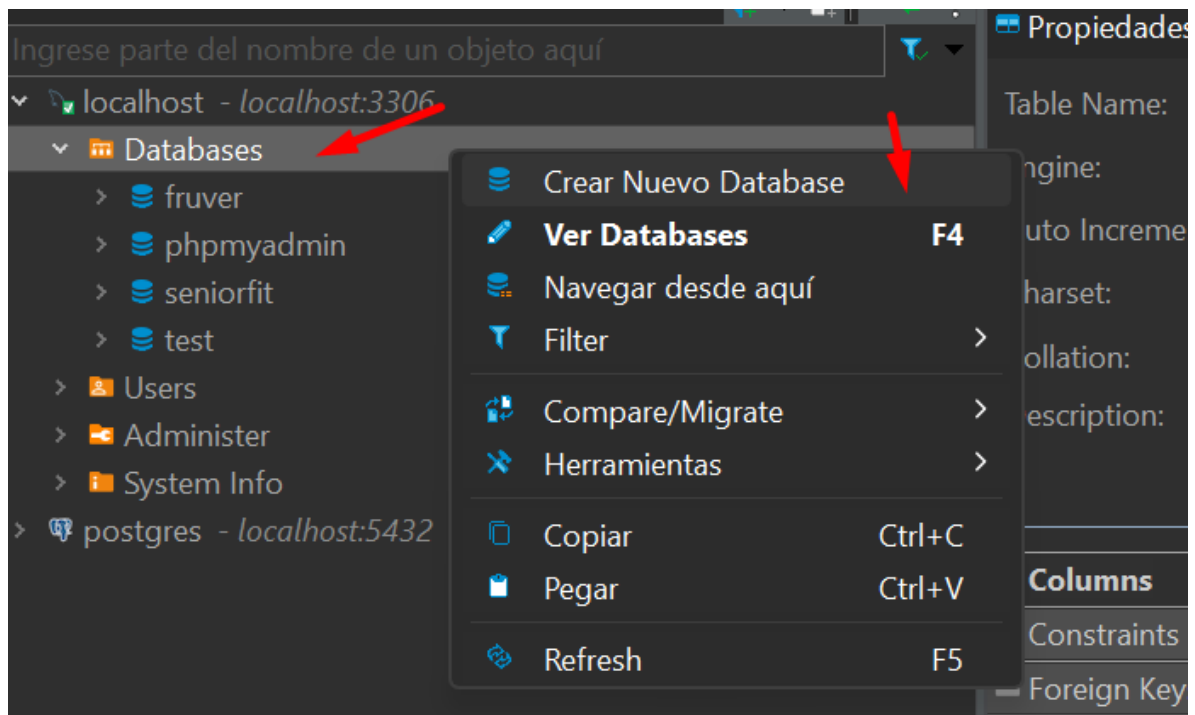 Ingrese parte del nombre de un objeto aquí
localhost - localhost:3306
Databases
fruver
phpmyadmin
seniorfit
test
Users
Administer
System Info
postgres - localhost:5432
Crear Nuevo Database
Ver Databases F4
Navegar desde aquí
Filter
Compare/Migrate
Herramientas
Copiar Ctrl+C
Pegar Ctrl+V
Refresh F5
Propiedades
Table Name:
ngine:
uto Increme
harset:
ollation:
escription:
Columns
Constraints
Foreign Key